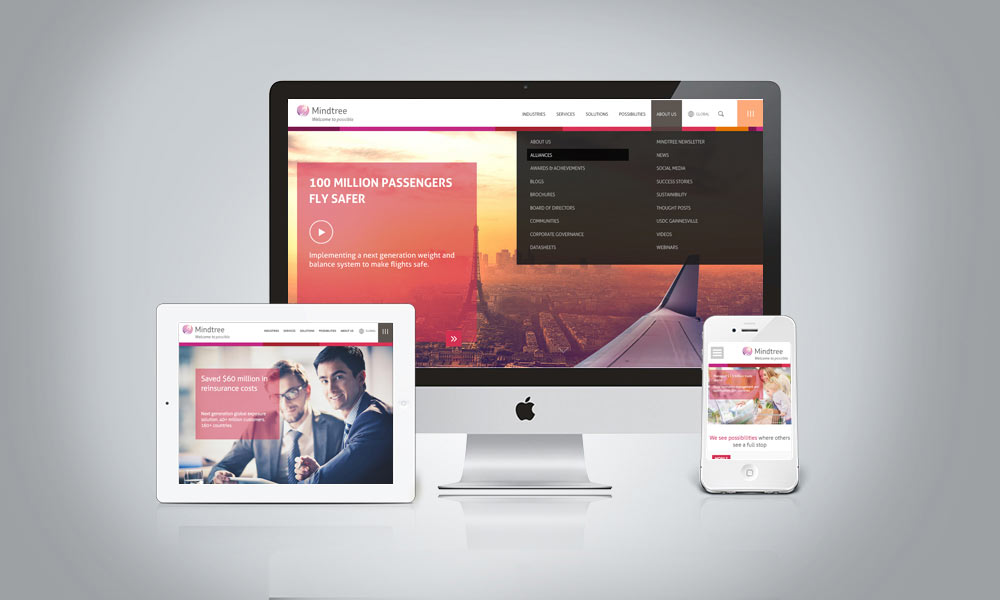 Mindtree
Welcome to possible
INDUSTRIES SERVICES SOLUTIONS POSSIBILITIES ABOUT US GLOBAL
ABOUT US
ALLIANCES
AWARDS & ACHIEVEMENTS
BLOGS
BROCHURES
BOARD OF DIRECTORS
COMMUNITIES
CORPORATE GOVERNANCE
DATASHEETS
MINDTREE NEWSLETTER
NEWS
SOCIAL MEDIA
SUCCESS STORIES
SUSTAINABILITY
THOUGHT POSTS
USDC GAINESVILLE
VIDEOS
WEBINARS
100 MILLION PASSENGERS
FLY SAFER
Implementing a next generation weight and
balance system to make flights safe.
Mindtree
Welcome to possible
INDUSTRIES SERVICES SOLUTIONS POSSIBILITIES ABOUT US GLOBAL
Saved $60 million in
reinsurance costs
Next generation global exposure
solution. 40+ million customers,
160+ countries
Mindtree
Welcome to possible
We see possibilities where others
see a full stop